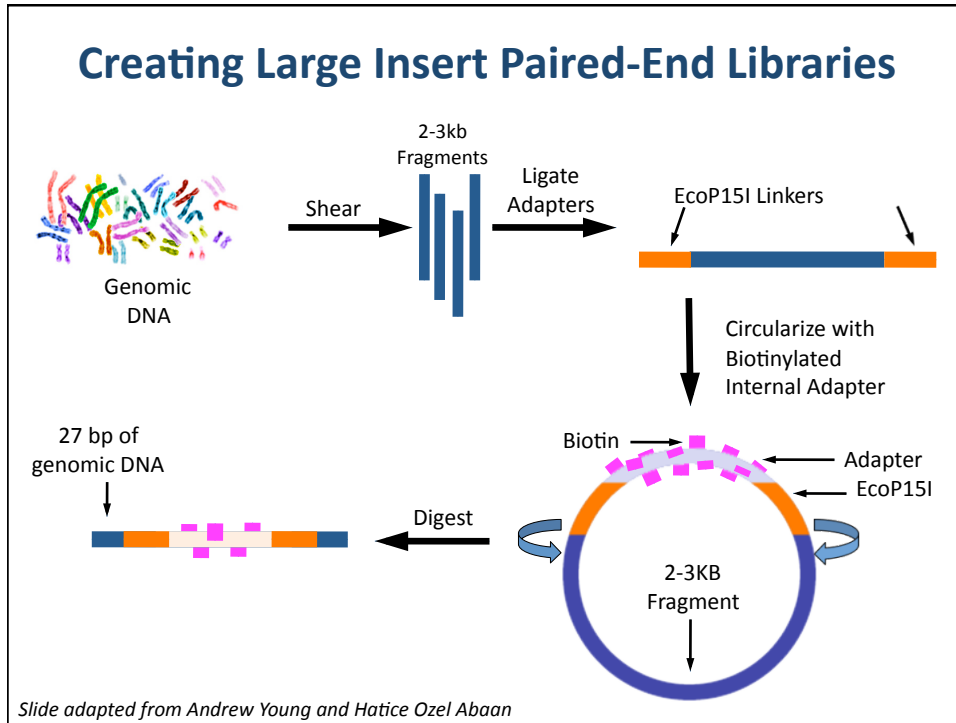 Creating Large Insert Paired-End Libraries
Genomic
DNA
Shear
2-3kb
Fragments
Ligate
Adapters
EcoP15I Linkers
Circularize with
Biotinylated
Internal Adapter
Biotin
Adapter
EcoP15I
2-3KB
Fragment
Digest
27 bp of
genomic DNA
Slide adapted from Andrew Young and Hatice Ozel Abaan